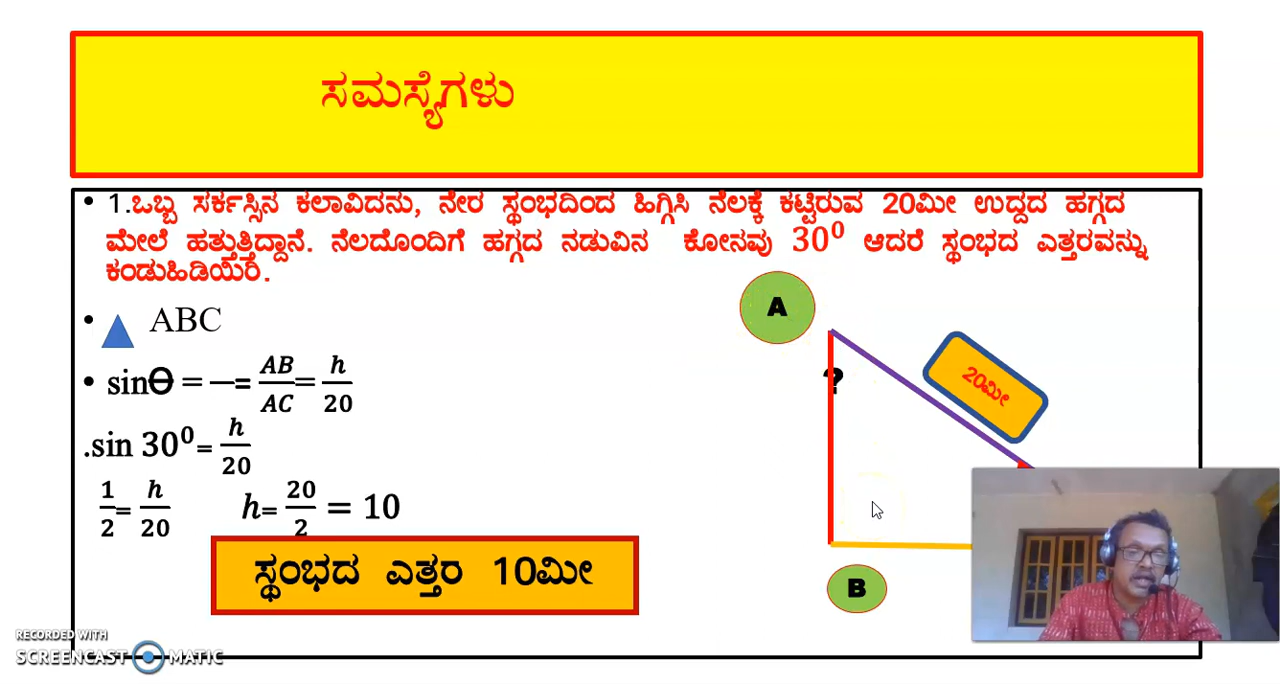 ಸಮಸ್ಯೆಗಳು
• 1.ಒಬ್ಬ ಸರ್ಕಸ್ಸಿನ ಕಲಾವಿದನು, ನೇರ ಸ್ಥಂಭದಿಂದ ಹಿಗ್ಗಿಸಿ ನೆಲಕ್ಕೆ ಕಟ್ಟಿರುವ 20ಮೀ ಉದ್ದದ ಹಗ್ಗದ
ಮೇಲೆ ಹತ್ತುತ್ತಿದ್ದಾನೆ. ನೆಲದೊಂದಿಗೆ ಹಗ್ಗದ ನಡುವಿನ ಕೋನವು 30⁰ ಆದರೆ ಸ್ಥಂಭದ ಎತ್ತರವನ್ನು
ಕಂಡುಹಿಡಿಯಿರಿ.
A
• ABC
20ಮೀ
?
• sinӨ = —= AB/AC = h/20
.sin 30⁰= h/20
1/2 = h/20 h= 20/2 = 10
ಸ್ಥಂಭದ ಎತ್ತರ 10ಮೀ
B
RECORDED WITH
SCREENCAST MATIC